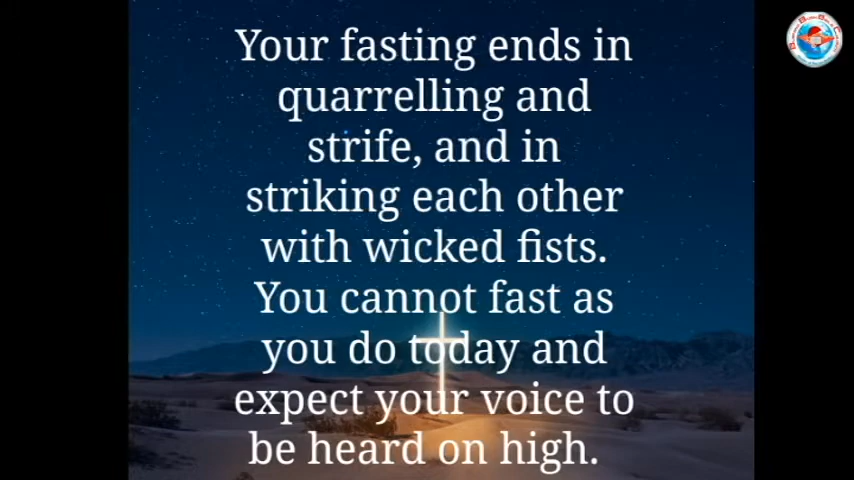 Your fasting ends in
quarrelling and
strife, and in
striking each other
with wicked fists.
You cannot fast as
you do today and
expect your voice to
be heard on high.